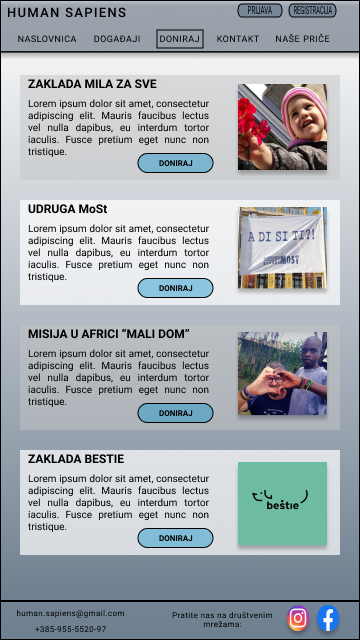 HUMAN SAPIENS
PRIJAVA
REGISTRACIJA
NASLOVNICA
DOGAĐAJI
DONIRAJ
KONTAKT
NAŠE PRIČE
ZAKLADA MILA ZA SVE
Lorem ipsum dolor sit amet, consectetur
adipiscing elit. Mauris faucibus lectus
vel nulla dapibus, eu interdum tortor
iaculis. Fusce pretium eget nunc non
tristique.
DONIRAJ
UDRUGA MoSt
Lorem ipsum dolor sit amet, consectetur
adipiscing elit. Mauris faucibus lectus
vel nulla dapibus, eu interdum tortor
iaculis. Fusce pretium eget nunc non
tristique.
DONIRAJ
A DI SI TI?!
MOST
MISIJA U AFRICI “MALI DOM”
Lorem ipsum dolor sit amet, consectetur
adipiscing elit. Mauris faucibus lectus
vel nulla dapibus, eu interdum tortor
iaculis. Fusce pretium eget nunc non
tristique.
DONIRAJ
ZAKLADA BESTIE
Lorem ipsum dolor sit amet, consectetur
adipiscing elit. Mauris faucibus lectus
vel nulla dapibus, eu interdum tortor
iaculis. Fusce pretium eget nunc non
tristique.
DONIRAJ
beštie
human.sapiens@gmail.com
+385-955-5520-97
Pratite nas na društvenim
mrežama: